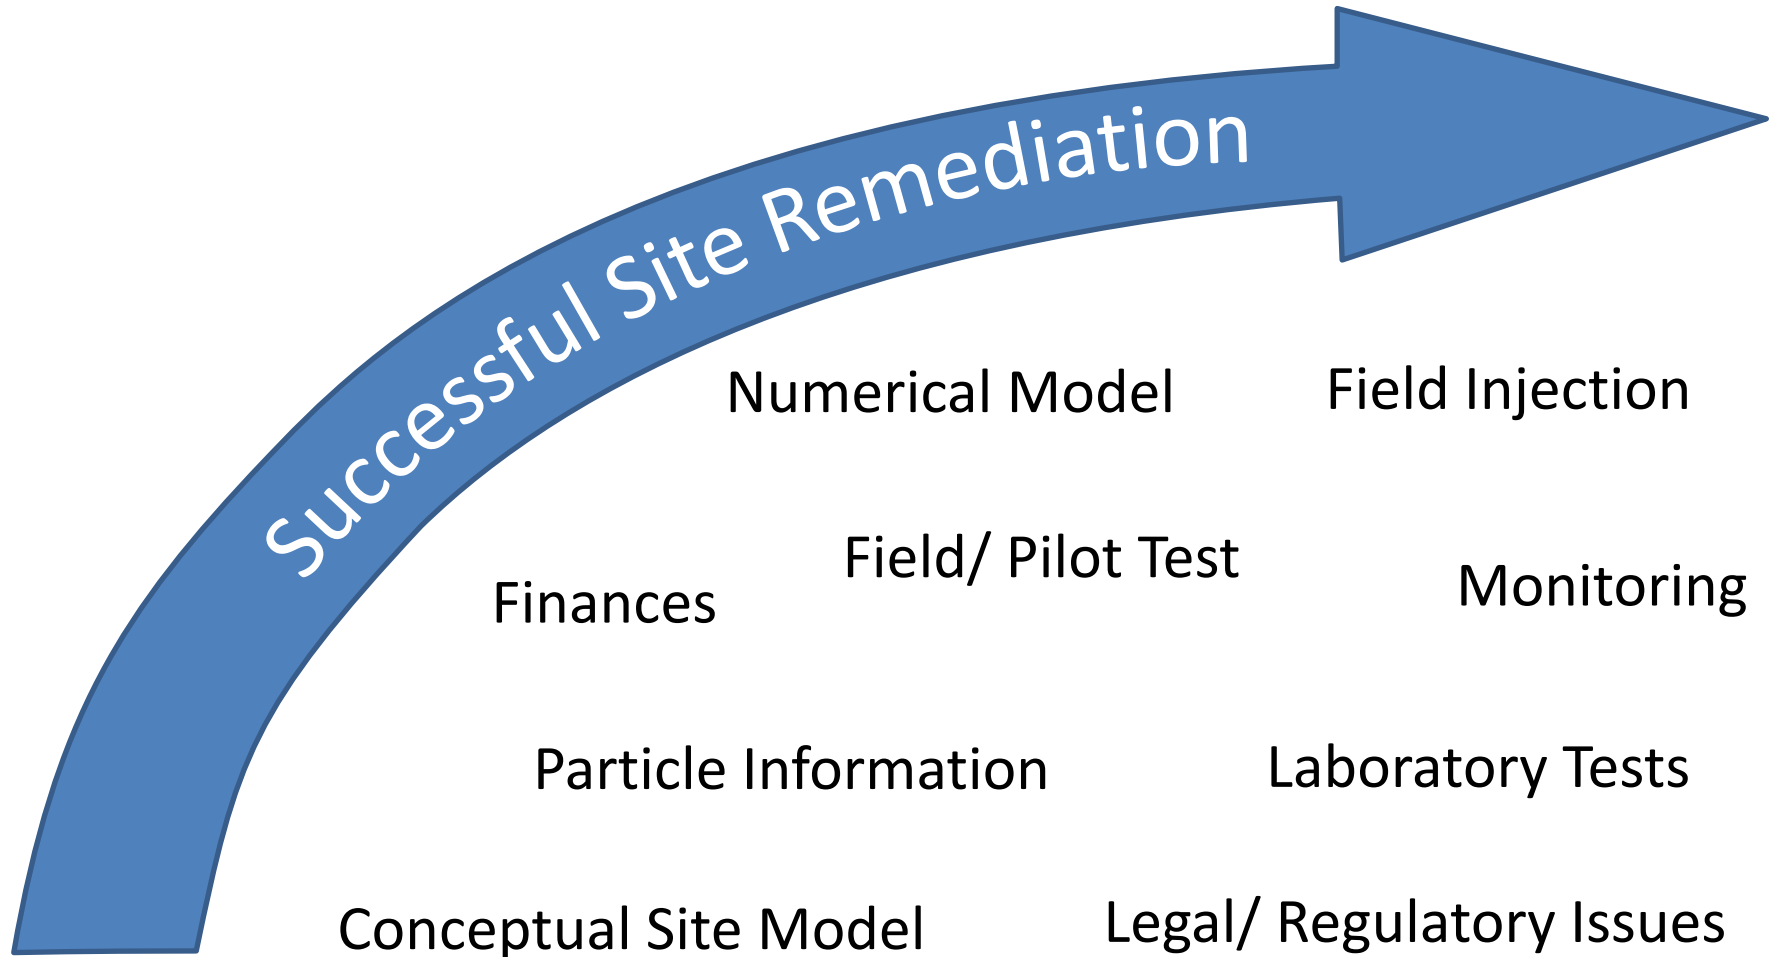 Successful Site Remediation
Numerical Model
Field Injection
Field/ Pilot Test
Finances
Monitoring
Particle Information
Laboratory Tests
Conceptual Site Model
Legal/ Regulatory Issues